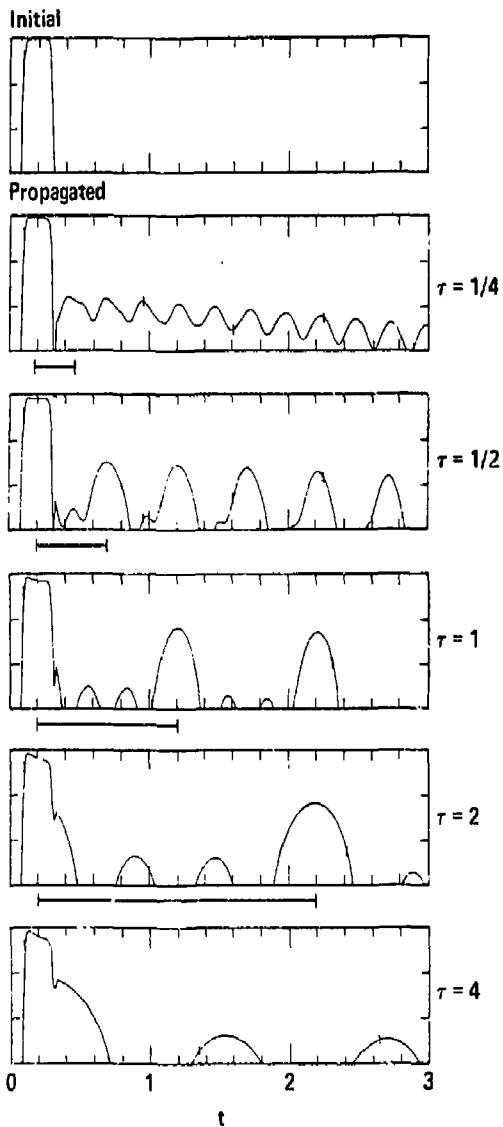 Initial
Propagated
τ = 1/4
τ = 1/2
τ = 1
τ = 2
τ = 4
0 1 2 3
t